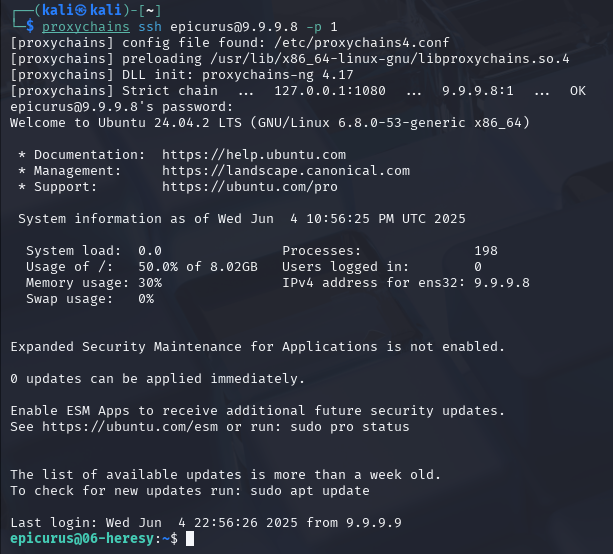 ┌──(kali㉿kali)-[~]
└─$ proxychains ssh epicurus@9.9.9.8 -p 1
[proxychains] config file found: /etc/proxychains4.conf
[proxychains] preloading /usr/lib/x86_64-linux-gnu/libproxychains.so.4
[proxychains] DLL init: proxychains-ng 4.17
[proxychains] Strict chain  ...  127.0.0.1:1080  ...  9.9.9.8:1  ...  OK
epicurus@9.9.9.8's password:
Welcome to Ubuntu 24.04.2 LTS (GNU/Linux 6.8.0-53-generic x86_64)

 * Documentation:  https://help.ubuntu.com
 * Management:     https://landscape.canonical.com
 * Support:        https://ubuntu.com/pro

 System information as of Wed Jun  4 10:56:25 PM UTC 2025

  System load:  0.0               Processes:              198
  Usage of /:   50.0% of 8.02GB   Users logged in:        0
  Memory usage: 30%               IPv4 address for ens32: 9.9.9.8
  Swap usage:   0%

Expanded Security Maintenance for Applications is not enabled.

0 updates can be applied immediately.

Enable ESM Apps to receive additional future security updates.
See https://ubuntu.com/esm or run: sudo pro status

The list of available updates is more than a week old.
To check for new updates run: sudo apt update

Last login: Wed Jun  4 22:56:26 2025 from 9.9.9.9
epicurus@06-heresy:~$